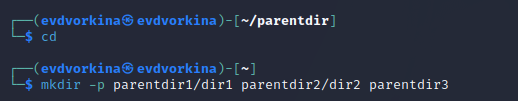 ┌──(evdvorkina㉿evdvorkina)-[~/parentdir]
└─$ cd
┌──(evdvorkina㉿evdvorkina)-[~]
└─$ mkdir -p parentdir1/dir1 parentdir2/dir2 parentdir3